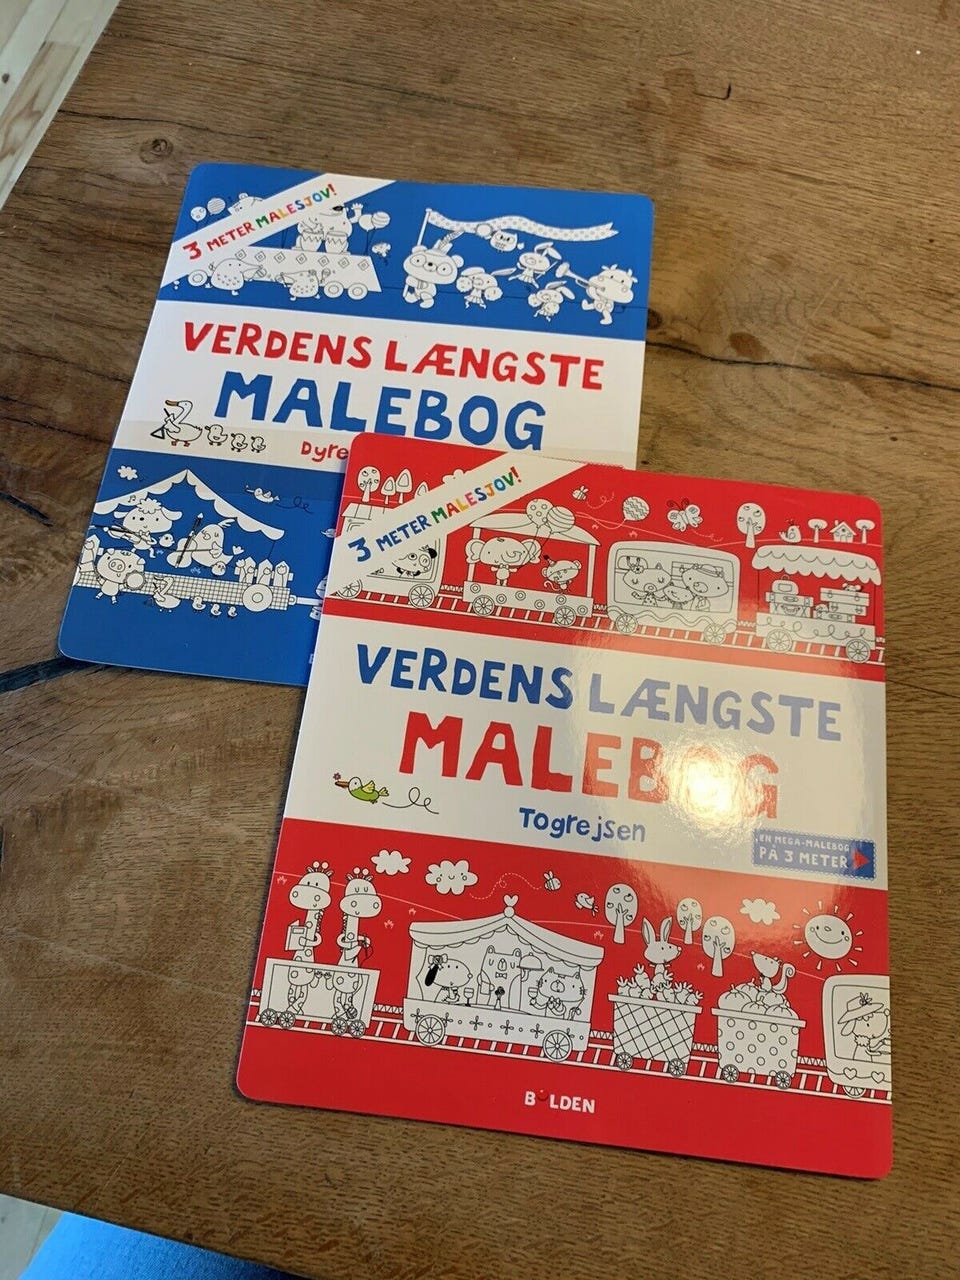 3 METER MALESJOV!
VERDENS LÆNGSTE
MALEBOG
Dyre
3 METER MALESJOV!
VERDENS LÆNGSTE
MALEBOG
Togrejsen
EN MEGA-MALEBOG
PÅ 3 METER
BOLDEN